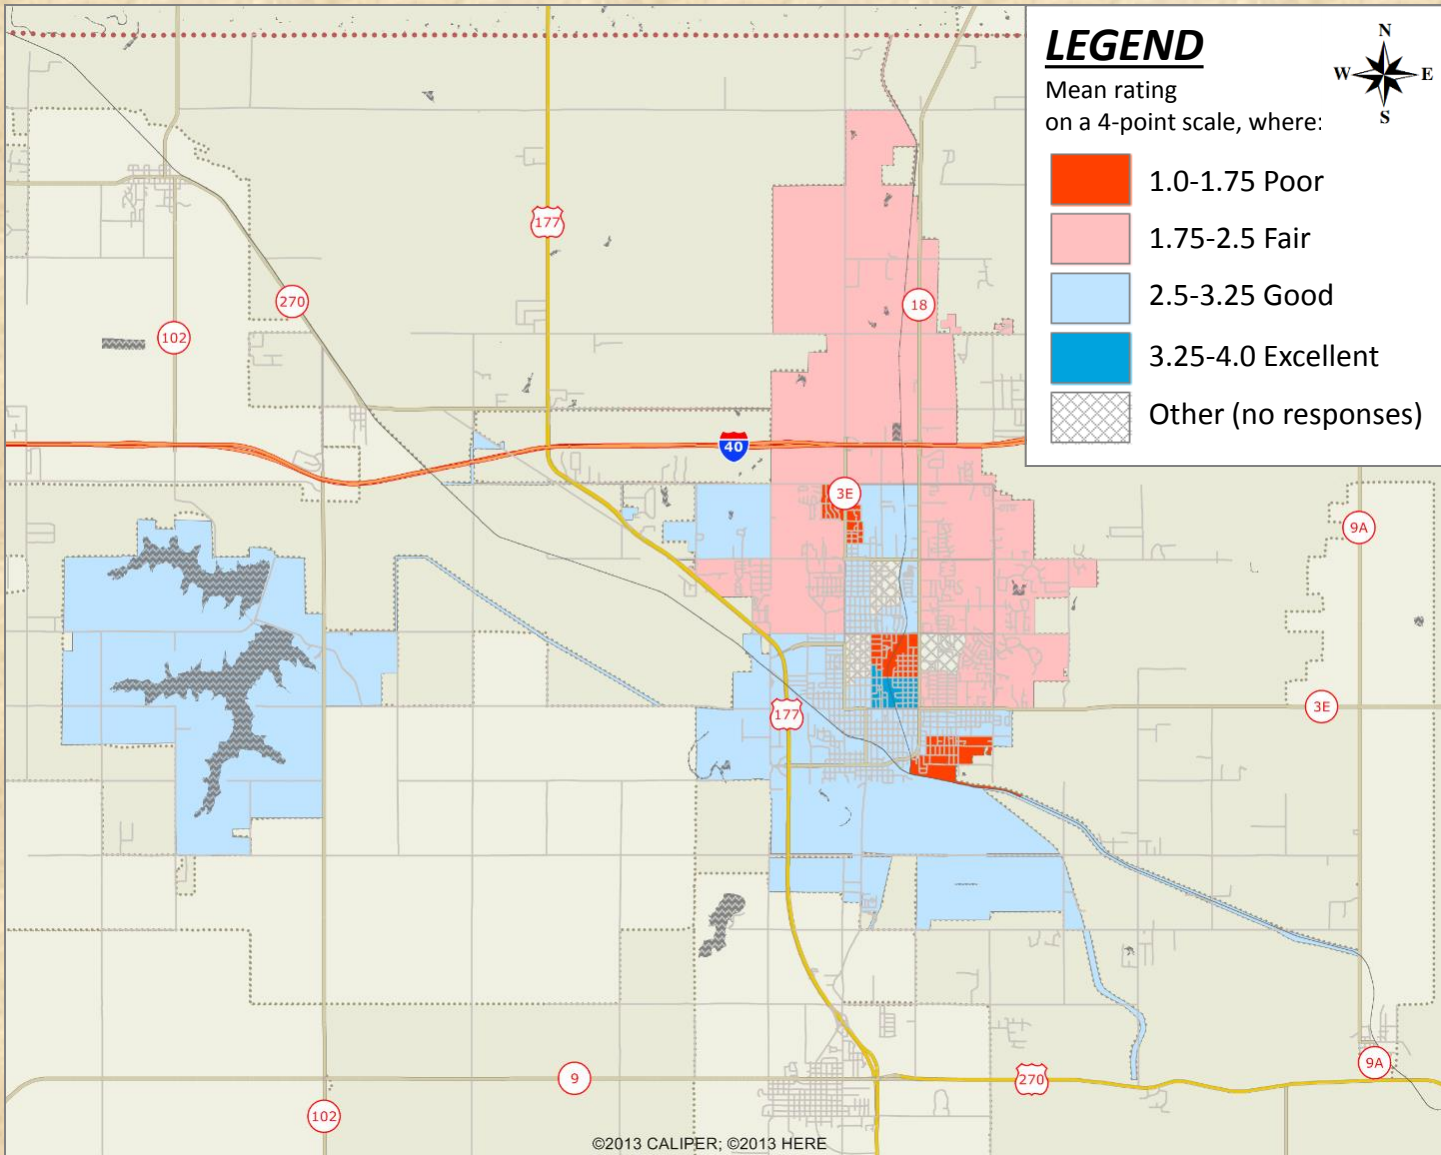 LEGEND
Mean rating
on a 4-point scale, where:
1.0-1.75 Poor
1.75-2.5 Fair
2.5-3.25 Good
3.25-4.0 Excellent
Other (no responses)
N
W E
S
177
270
18
102
40
3E
9A
3E
177
9A
9
270
102
©2013 CALIPER; ©2013 HERE